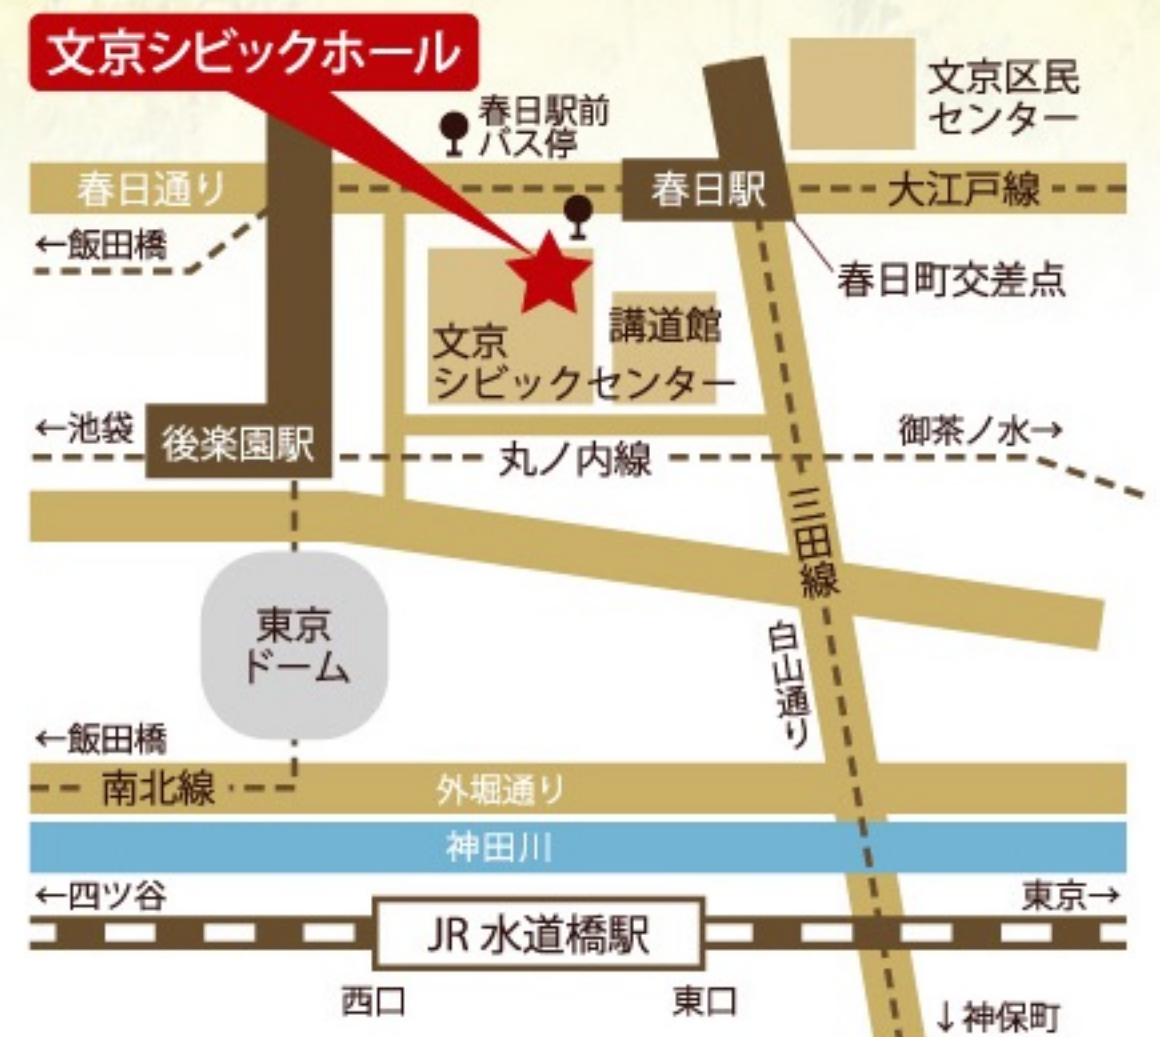 文京シビックホール
文京区民
センター
春日駅前
バス停
春日通り
春日駅
大江戸線
←飯田橋
春日町交差点
講道館
文京
シビックセンター
←池袋
後楽園駅
丸ノ内線
御茶ノ水→
三田線
東京
ドーム
白山通り
←飯田橋
南北線
外堀通り
神田川
←四ツ谷
東京→
JR 水道橋駅
西口
東口
↓神保町